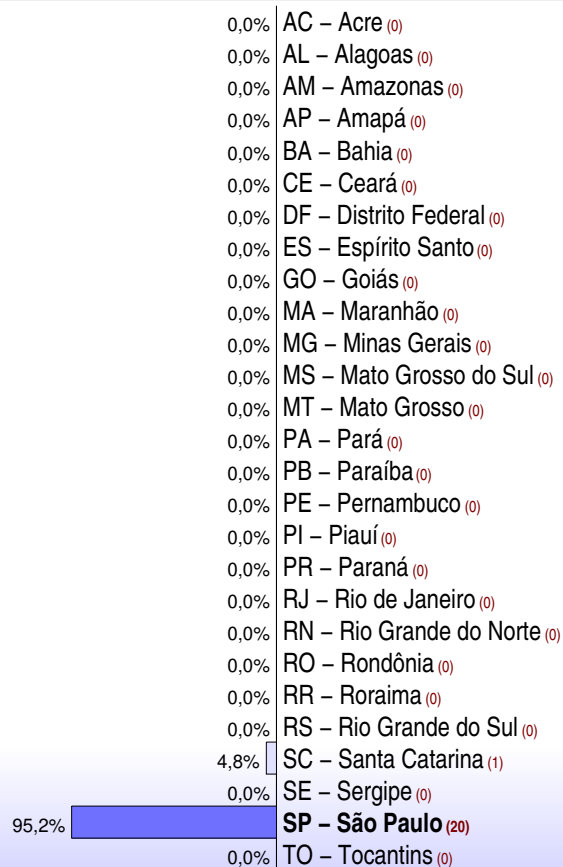 0,0% AC – Acre (0)
0,0% AL – Alagoas (0)
0,0% AM – Amazonas (0)
0,0% AP – Amapá (0)
0,0% BA – Bahia (0)
0,0% CE – Ceará (0)
0,0% DF – Distrito Federal (0)
0,0% ES – Espírito Santo (0)
0,0% GO – Goiás (0)
0,0% MA – Maranhão (0)
0,0% MG – Minas Gerais (0)
0,0% MS – Mato Grosso do Sul (0)
0,0% MT – Mato Grosso (0)
0,0% PA – Pará (0)
0,0% PB – Paraíba (0)
0,0% PE – Pernambuco (0)
0,0% PI – Piauí (0)
0,0% PR – Paraná (0)
0,0% RJ – Rio de Janeiro (0)
0,0% RN – Rio Grande do Norte (0)
0,0% RO – Rondônia (0)
0,0% RR – Roraima (0)
0,0% RS – Rio Grande do Sul (0)
4,8% SC – Santa Catarina (1)
0,0% SE – Sergipe (0)
95,2% SP – São Paulo (20)
0,0% TO – Tocantins (0)